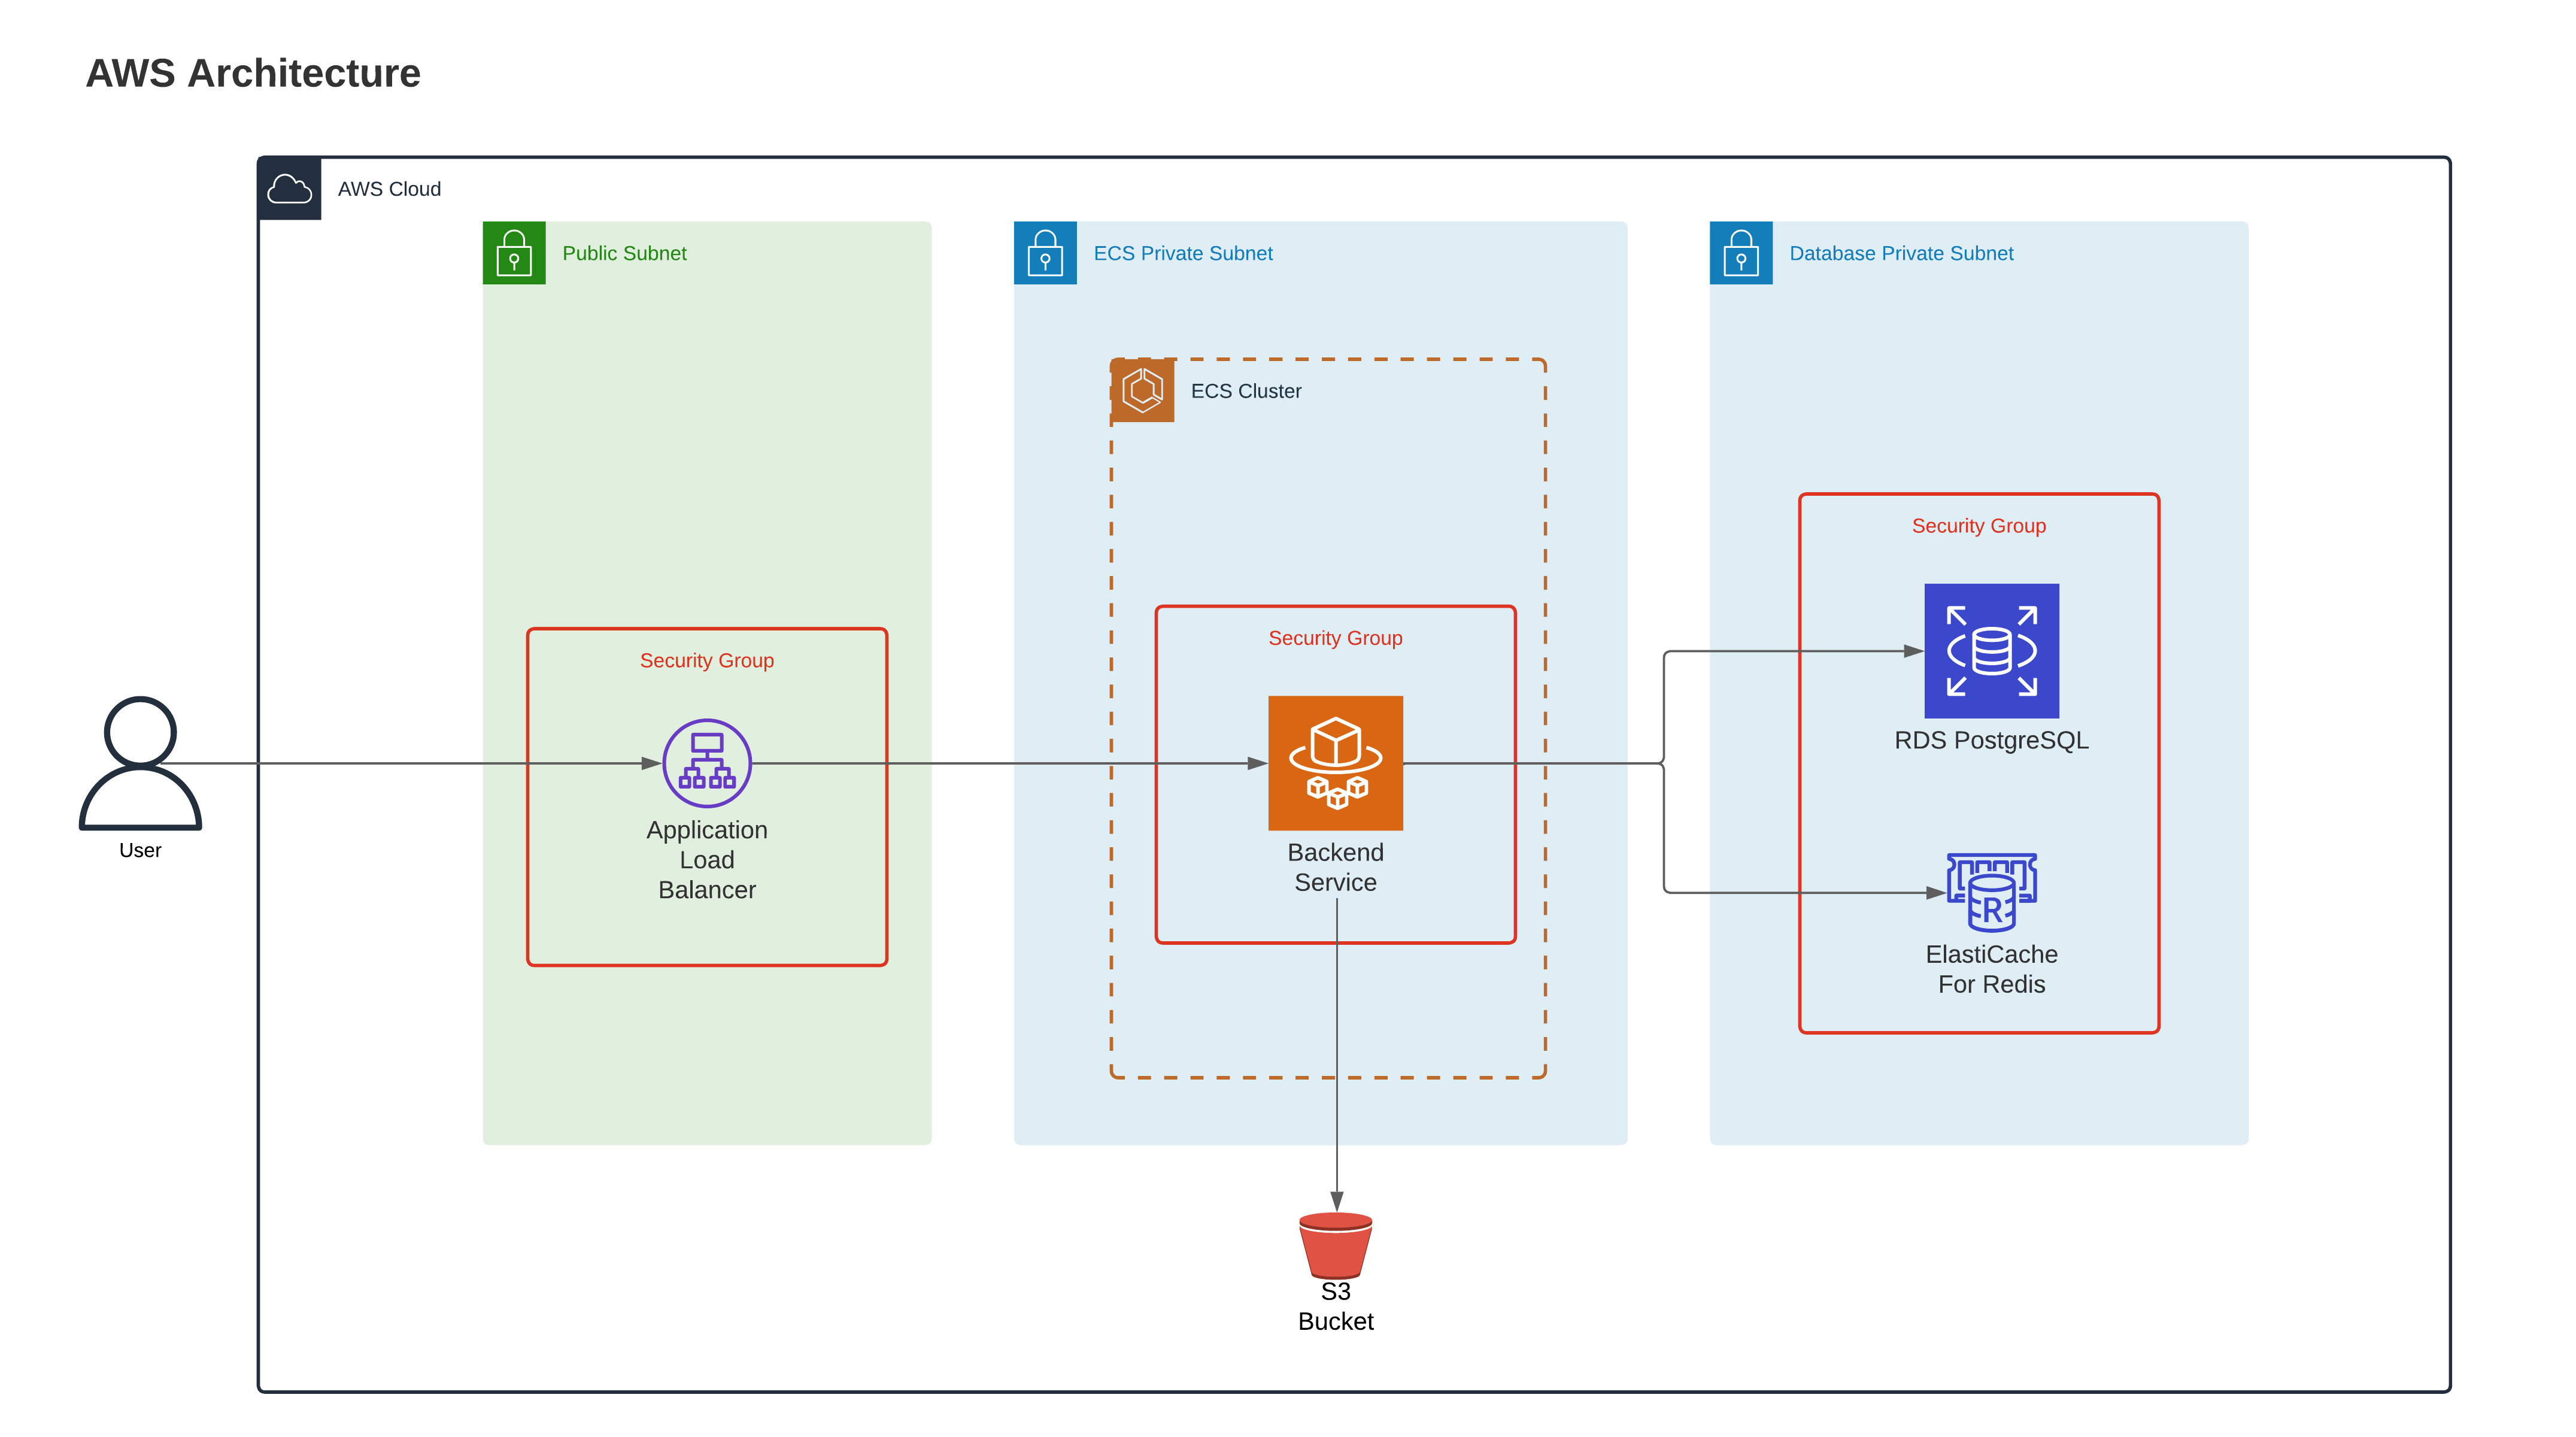 AWS Architecture
AWS Cloud
Public Subnet
ECS Private Subnet
Database Private Subnet
ECS Cluster
Security Group
Security Group
Security Group
User
Application
Load
Balancer
Backend
Service
RDS PostgreSQL
R
ElastiCache
For Redis
S3
Bucket